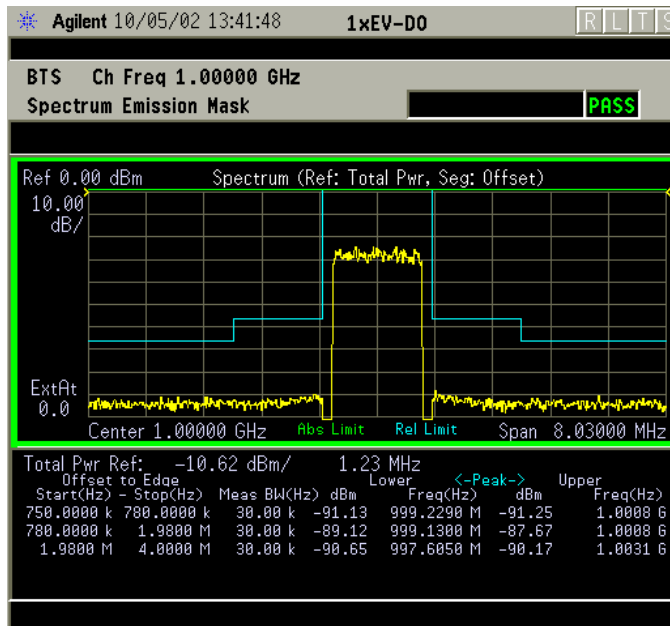 Agilent 10/05/02 13:41:48 1xEV-DO R L T S
BTS Ch Freq 1.00000 GHz
Spectrum Emission Mask PASS
Ref 0.00 dBm Spectrum (Ref: Total Pwr, Seg: Offset)
10.00
dB/
ExtAt
0.0
Center 1.00000 GHz Abs Limit Rel Limit Span 8.03000 MHz
Total Pwr Ref: -10.62 dBm/ 1.23 MHz
Offset to Edge Lower <-Peak-> Upper
Start(Hz) - Stop(Hz) Meas BW(Hz) dBm Freq(Hz) dBm Freq(Hz)
750.0000 k 780.0000 k 30.00 k -91.13 999.2290 M -91.25 1.0008 G
780.0000 k 1.9800 M 30.00 k -89.12 999.1300 M -87.67 1.0008 G
1.9800 M 4.0000 M 30.00 k -90.65 997.6050 M -90.17 1.0031 G